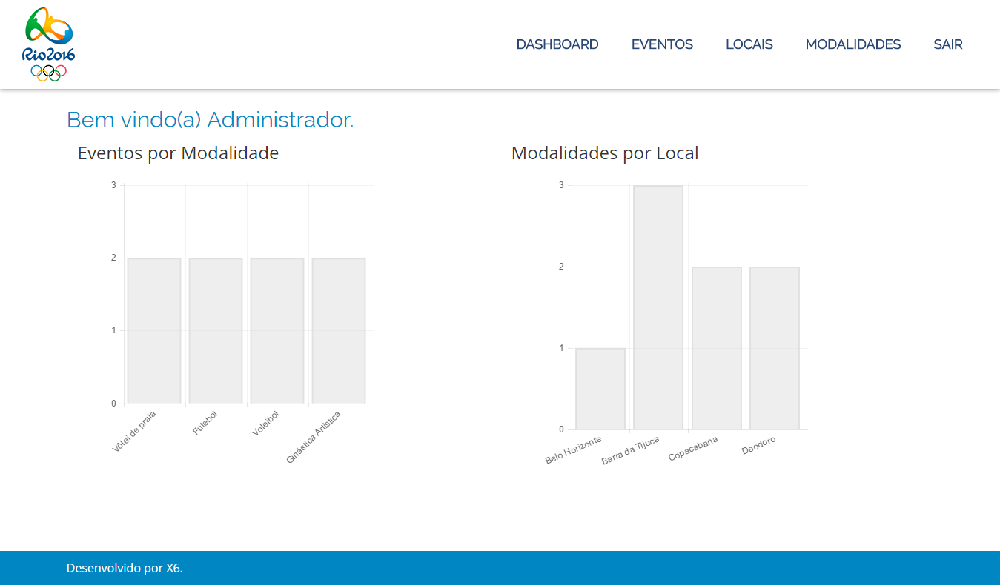 Rio2016
DASHBOARD EVENTOS LOCAIS MODALIDADES SAIR
Bem vindo(a) Administrador.
Eventos por Modalidade
3
2
1
0
Vôlei de praia
Futebol
Voleibol
Ginástica Artística
Modalidades por Local
3
2
1
0
Belo Horizonte
Barra da Tijuca
Copacabana
Deodoro
Desenvolvido por X6.